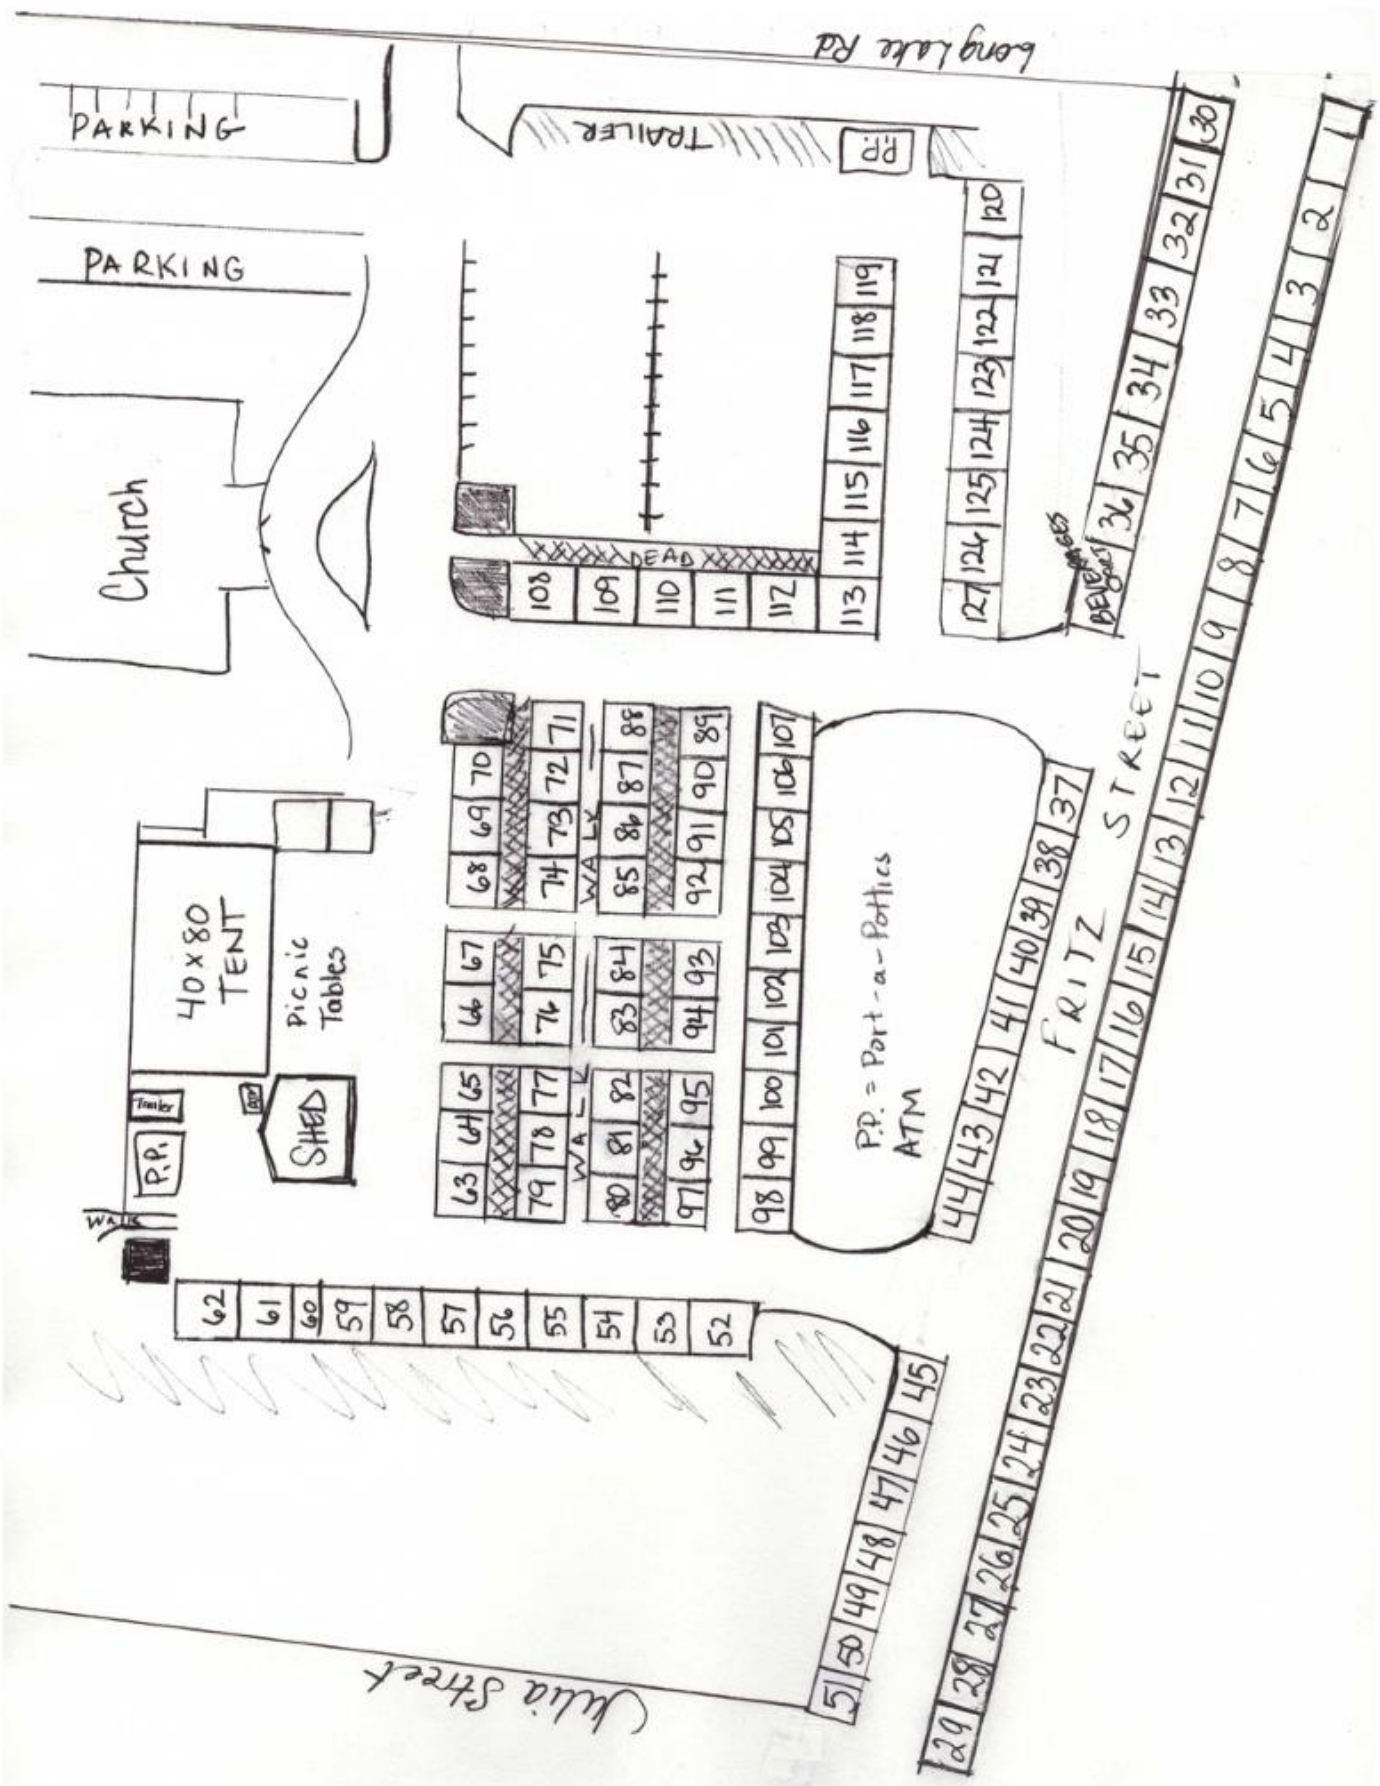 Long Lake Rd
PARKING
TRAILER
P.P.
PARKING
Church
DEAD
BEVERAGES
ONLY
40x80
TENT
Picnic
Tables
Trailer
P.P.
SHED
Walk
WALK
WALK
P.P. = Port-a-Potties
ATM
FRITZ STREET
Julia Street
1 2 3 4 5 6 7 8 9 10 11 12 13 14 15 16 17 18 19 20 21 22 23 24 25 26 27 28 29
30 31 32 33 34 35 36
37 38 39 40 41 42 43 44
45 46 47 48 49 50 51
52 53 54 55 56 57 58 59 60 61 62
63 64 65 66 67 68 69 70
79 78 77 76 75 74 73 72 71
80 81 82 83 84 85 86 87 88
97 96 95 94 93 92 91 90 89
98 99 100 101 102 103 104 105 106 107
108 109 110 111 112 113
114 115 116 117 118 119
127 126 125 124 123 122 121 120